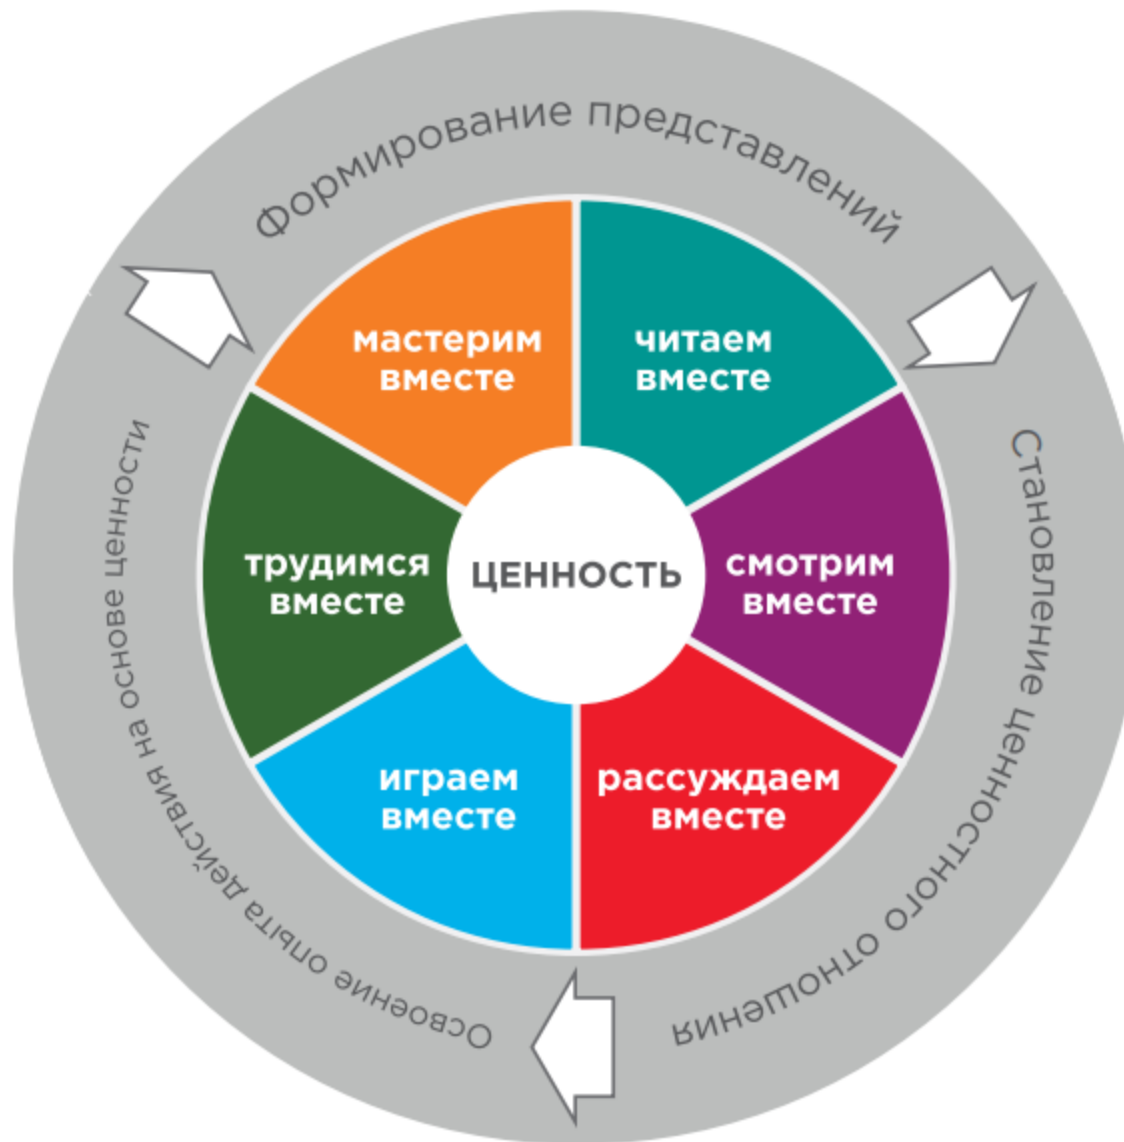 Формирование представлений
Становление ценностного отношения
Освоение опыта действия на основе ценности
мастерим
вместе
читаем
вместе
трудимся
вместе
ЦЕННОСТЬ
смотрим
вместе
играем
вместе
рассуждаем
вместе